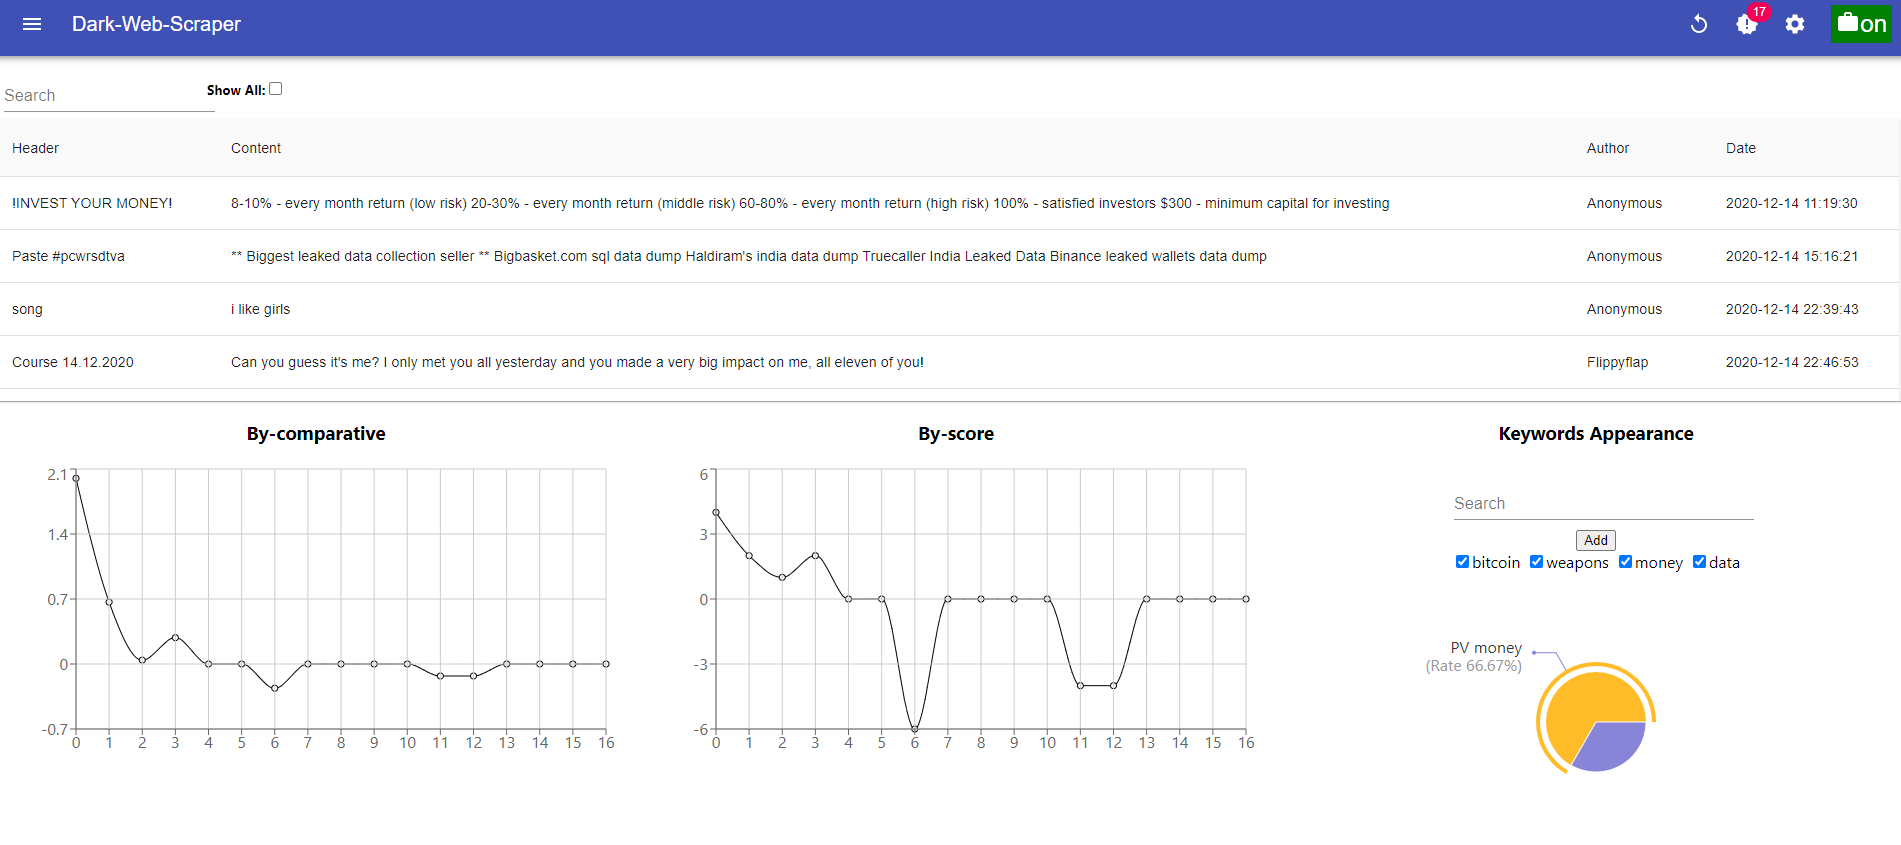 Dark-Web-Scraper
17
on
Search
Show All:
Header Content Author Date
!INVEST YOUR MONEY! 8-10% - every month return (low risk) 20-30% - every month return (middle risk) 60-80% - every month return (high risk) 100% - satisfied investors $300 - minimum capital for investing Anonymous 2020-12-14 11:19:30
Paste #pcwrsdtva ** Biggest leaked data collection seller ** Bigbasket.com sql data dump Haldiram's india data dump Truecaller India Leaked Data Binance leaked wallets data dump Anonymous 2020-12-14 15:16:21
song i like girls Anonymous 2020-12-14 22:39:43
Course 14.12.2020 Can you guess it's me? I only met you all yesterday and you made a very big impact on me, all eleven of you! Flippyflap 2020-12-14 22:46:53
By-comparative
2.1
1.4
0.7
0
-0.7
0 1 2 3 4 5 6 7 8 9 10 11 12 13 14 15 16
By-score
6
3
0
-3
-6
0 1 2 3 4 5 6 7 8 9 10 11 12 13 14 15 16
Keywords Appearance
Search
Add
bitcoin weapons money data
PV money
(Rate 66.67%)